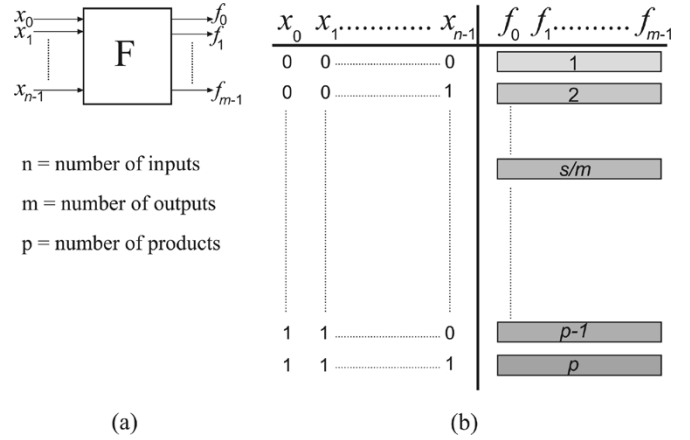 x0 f0
x1 F f1
xn-1 fm-1
n = number of inputs
m = number of outputs
p = number of products
(a)
x0 x1............ xn-1 f0 f1......... fm-1
0 0 0 1
0 0 1 2
s/m
1 1 0 p-1
1 1 1 p
(b)